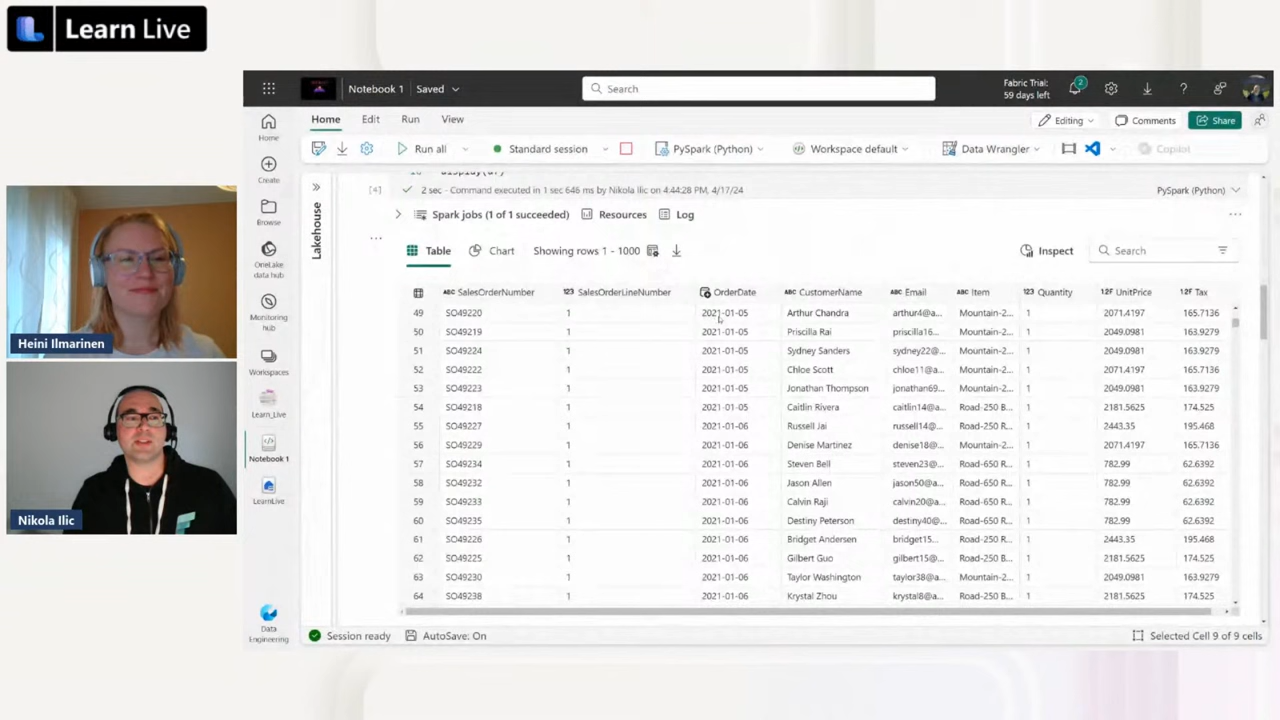 Learn Live
Notebook 1 Saved
Search
Fabric Trial:
59 days left
2
Home Edit Run View
Editing Comments Share
Run all Standard session PySpark (Python) Workspace default Data Wrangler Copilot
[4] 2 sec - Command executed in 1 sec 646 ms by Nikola Ilic on 4:44:28 PM, 4/17/24 PySpark (Python)
Spark jobs (1 of 1 succeeded) Resources Log
Table Chart Showing rows 1 - 1000 Inspect Search
ABC SalesOrderNumber 123 SalesOrderLineNumber OrderDate ABC CustomerName ABC Email ABC Item 123 Quantity 12F UnitPrice 12F Tax
49 SO49220 1 2021-01-05 Arthur Chandra arthur4@a... Mountain-2... 1 2071.4197 165.7136
50 SO49219 1 2021-01-05 Priscilla Rai priscilla16... Mountain-2... 1 2049.0981 163.9279
51 SO49224 1 2021-01-05 Sydney Sanders sydney22@... Mountain-2... 1 2049.0981 163.9279
52 SO49222 1 2021-01-05 Chloe Scott chloe11@a... Mountain-2... 1 2071.4197 165.7136
53 SO49223 1 2021-01-05 Jonathan Thompson jonathan69... Mountain-2... 1 2049.0981 163.9279
54 SO49218 1 2021-01-05 Caitlin Rivera caitlin14@a... Road-250 B... 1 2181.5625 174.525
55 SO49227 1 2021-01-06 Russell Jai russell14@... Road-250 R... 1 2443.35 195.468
56 SO49229 1 2021-01-06 Denise Martinez denise18@... Mountain-2... 1 2071.4197 165.7136
57 SO49234 1 2021-01-06 Steven Bell steven23@... Road-650 R... 1 782.99 62.6392
58 SO49232 1 2021-01-06 Jason Allen jason50@a... Road-650 R... 1 782.99 62.6392
59 SO49233 1 2021-01-06 Calvin Raji calvin20@a... Road-650 R... 1 782.99 62.6392
60 SO49235 1 2021-01-06 Destiny Peterson destiny40@... Road-650 R... 1 782.99 62.6392
61 SO49226 1 2021-01-06 Bridget Andersen bridget15... Road-250 R... 1 2443.35 195.468
62 SO49225 1 2021-01-06 Gilbert Guo gilbert15@... Road-250 B... 1 2181.5625 174.525
63 SO49230 1 2021-01-06 Taylor Washington taylor38@a... Mountain-2... 1 2049.0981 163.9279
64 SO49238 1 2021-01-06 Krystal Zhou krystal8@a... Road-250 B... 1 2181.5625 174.525
Session ready AutoSave: On Selected Cell 9 of 9 cells
Home
Create
Browse
OneLake
data hub
Monitoring
hub
Workspaces
Learn_Live
Notebook 1
LearnLive
Data
Engineering
Lakehouse
Heini Ilmarinen
Nikola Ilic